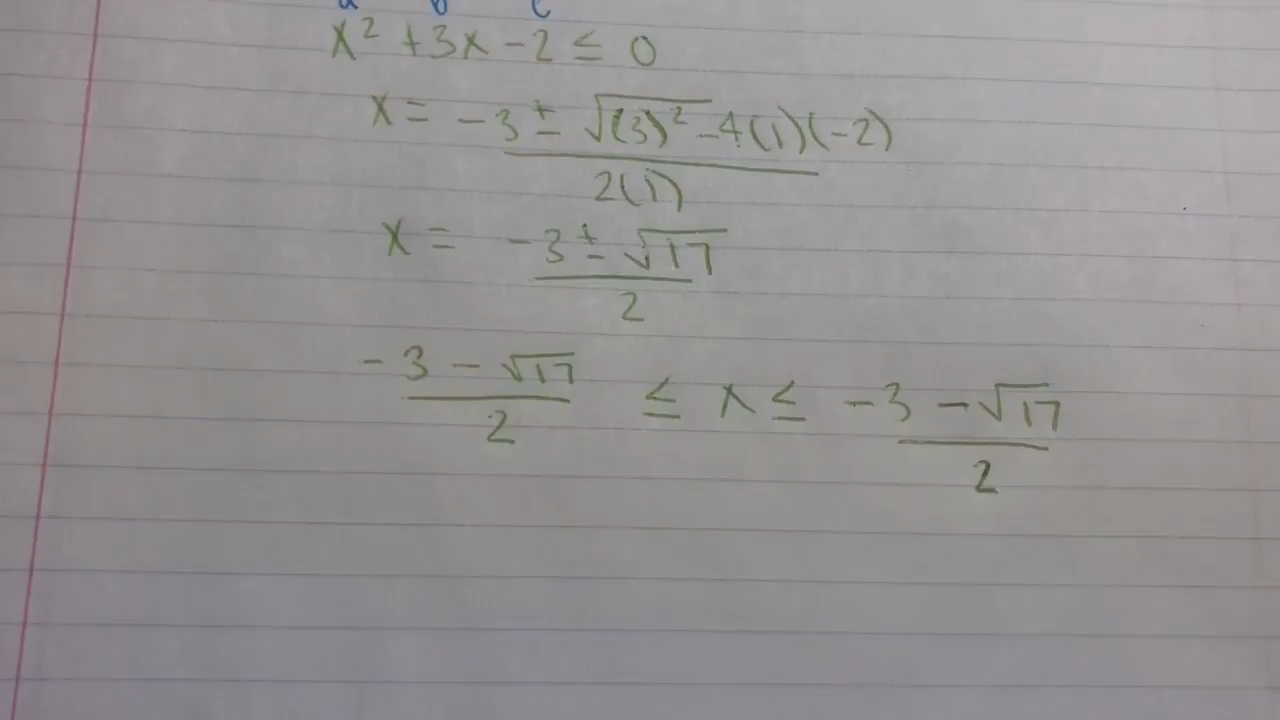 a b c
x² + 3x - 2 ≤ 0
x = -3 ± √(3)² - 4(1)(-2)
2(1)
x = -3 ± √17
2
-3 - √17 ≤ x ≤ -3 - √17
2 2